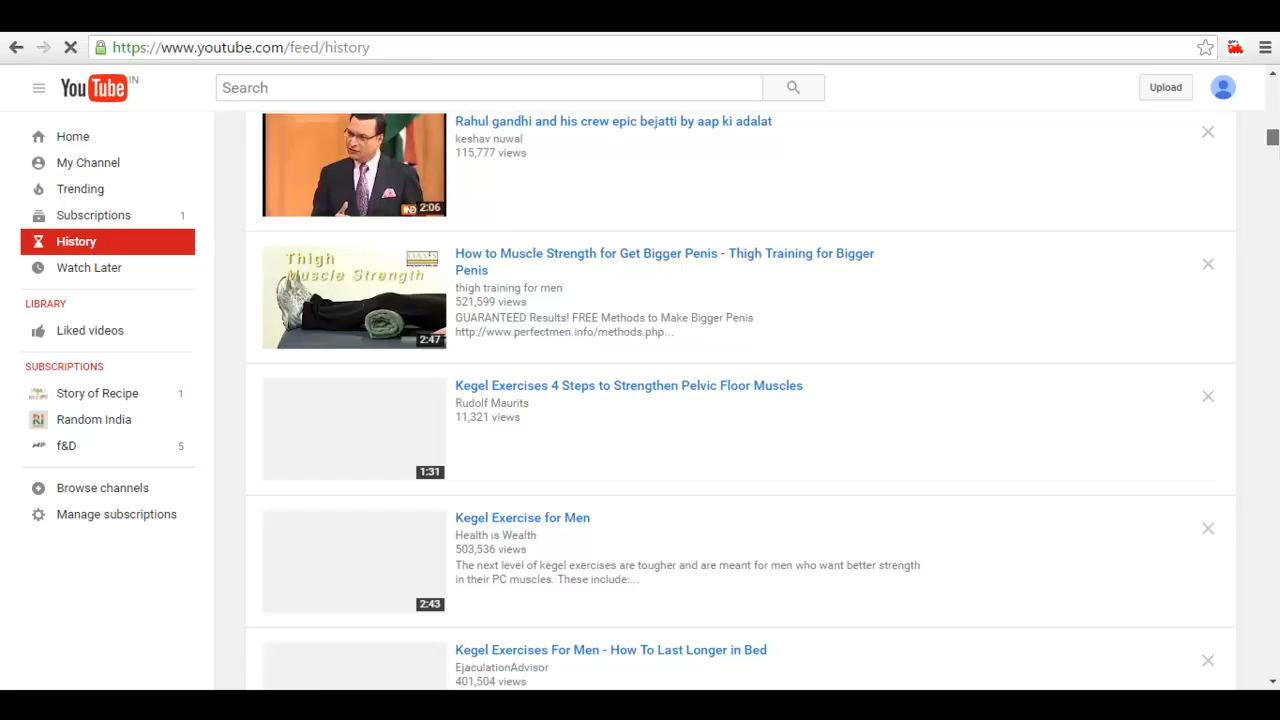 https://www.youtube.com/feed/history
YouTube IN
Search
Upload
Home
My Channel
Trending
Subscriptions 1
History
Watch Later
LIBRARY
Liked videos
SUBSCRIPTIONS
Story of Recipe 1
Random India
f&D 5
Browse channels
Manage subscriptions
Rahul gandhi and his crew epic bejatti by aap ki adalat
keshav nuwal
115,777 views
2:06
Thigh
Muscle Strength
How to Muscle Strength for Get Bigger Penis - Thigh Training for Bigger
Penis
thigh training for men
521,599 views
GUARANTEED Results! FREE Methods to Make Bigger Penis
http://www.perfectmen.info/methods.php...
2:47
Kegel Exercises 4 Steps to Strengthen Pelvic Floor Muscles
Rudolf Maurits
11,321 views
1:31
Kegel Exercise for Men
Health is Wealth
503,536 views
The next level of kegel exercises are tougher and are meant for men who want better strength
in their PC muscles. These include:...
2:43
Kegel Exercises For Men - How To Last Longer in Bed
EjaculationAdvisor
401,504 views